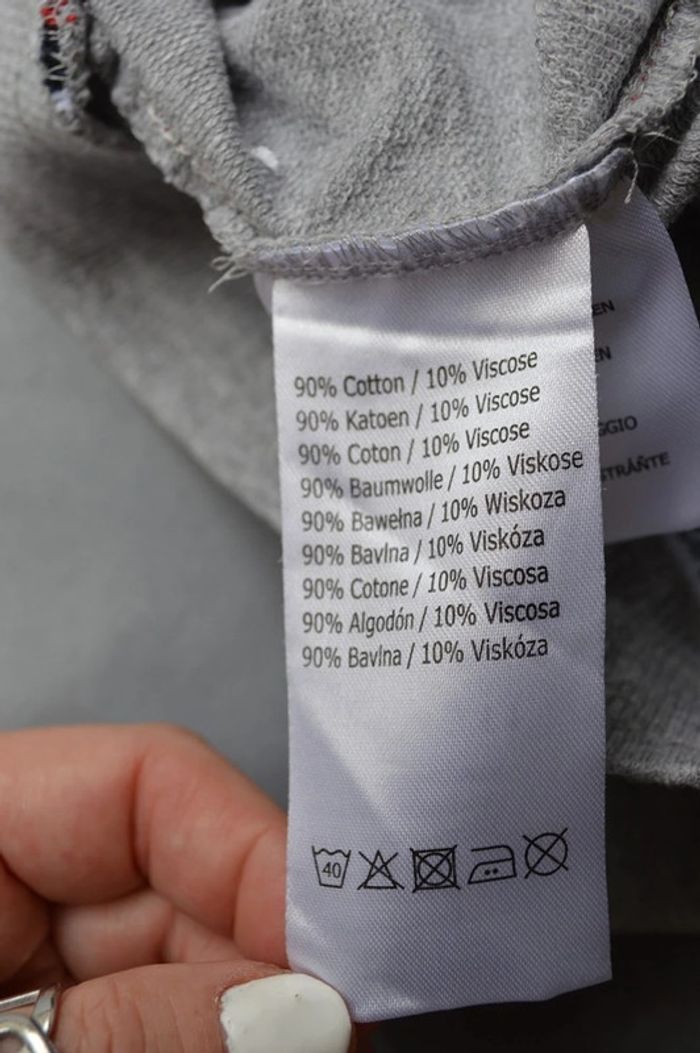 90% Cotton / 10% Viscose
90% Katoen / 10% Viscose
90% Coton / 10% Viscose
90% Baumwolle / 10% Viskose
90% Bawełna / 10% Wiskoza
90% Bavlna / 10% Viskóza
90% Cotone / 10% Viscosa
90% Algodón / 10% Viscosa
90% Bavlna / 10% Viskóza
40